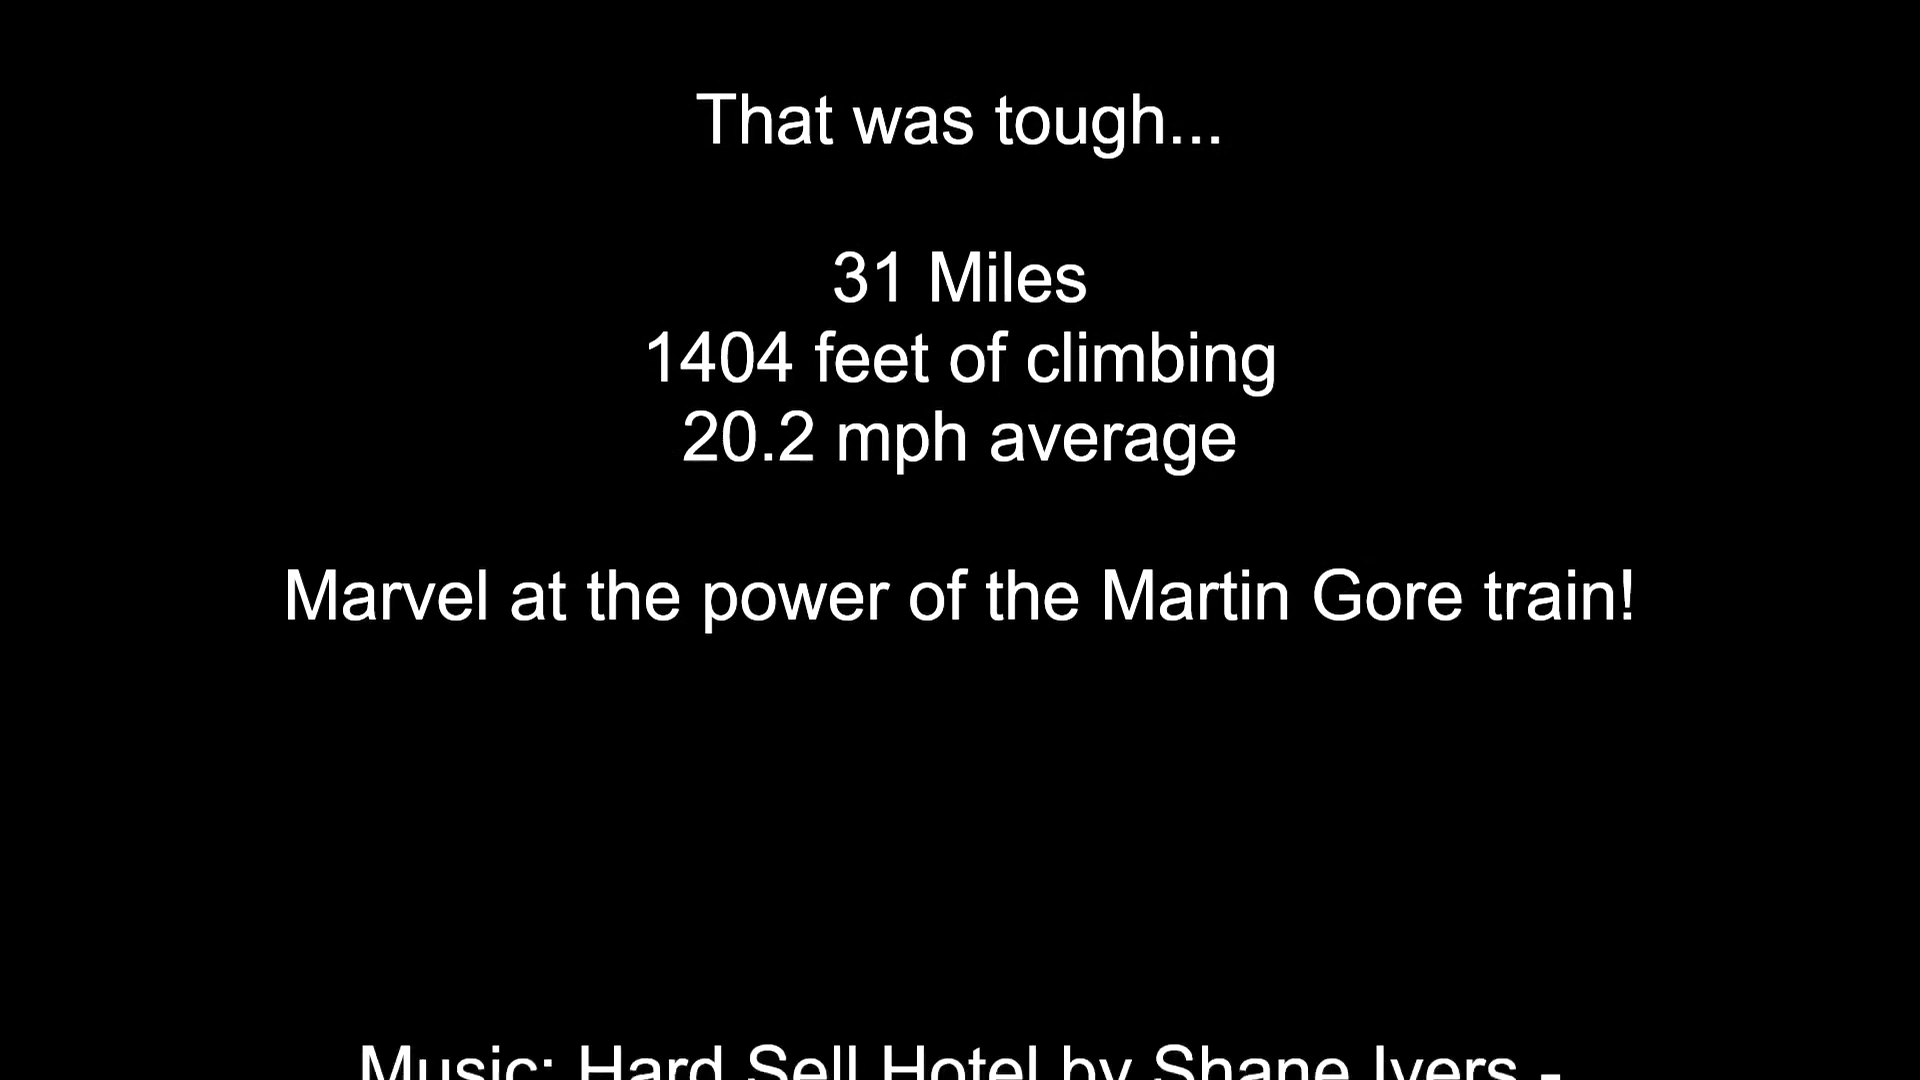 That was tough...
31 Miles
1404 feet of climbing
20.2 mph average
Marvel at the power of the Martin Gore train!
Music: Hard Sell Hotel by Shane Ivers -